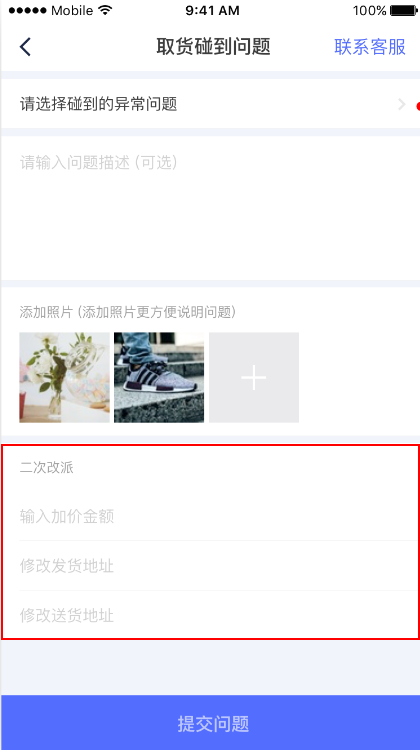 Mobile 9:41 AM 100%
取货碰到问题 联系客服
请选择碰到的异常问题
请输入问题描述 (可选)
添加照片 (添加照片更方便说明问题)
二次改派
输入加价金额
修改发货地址
修改送货地址
提交问题